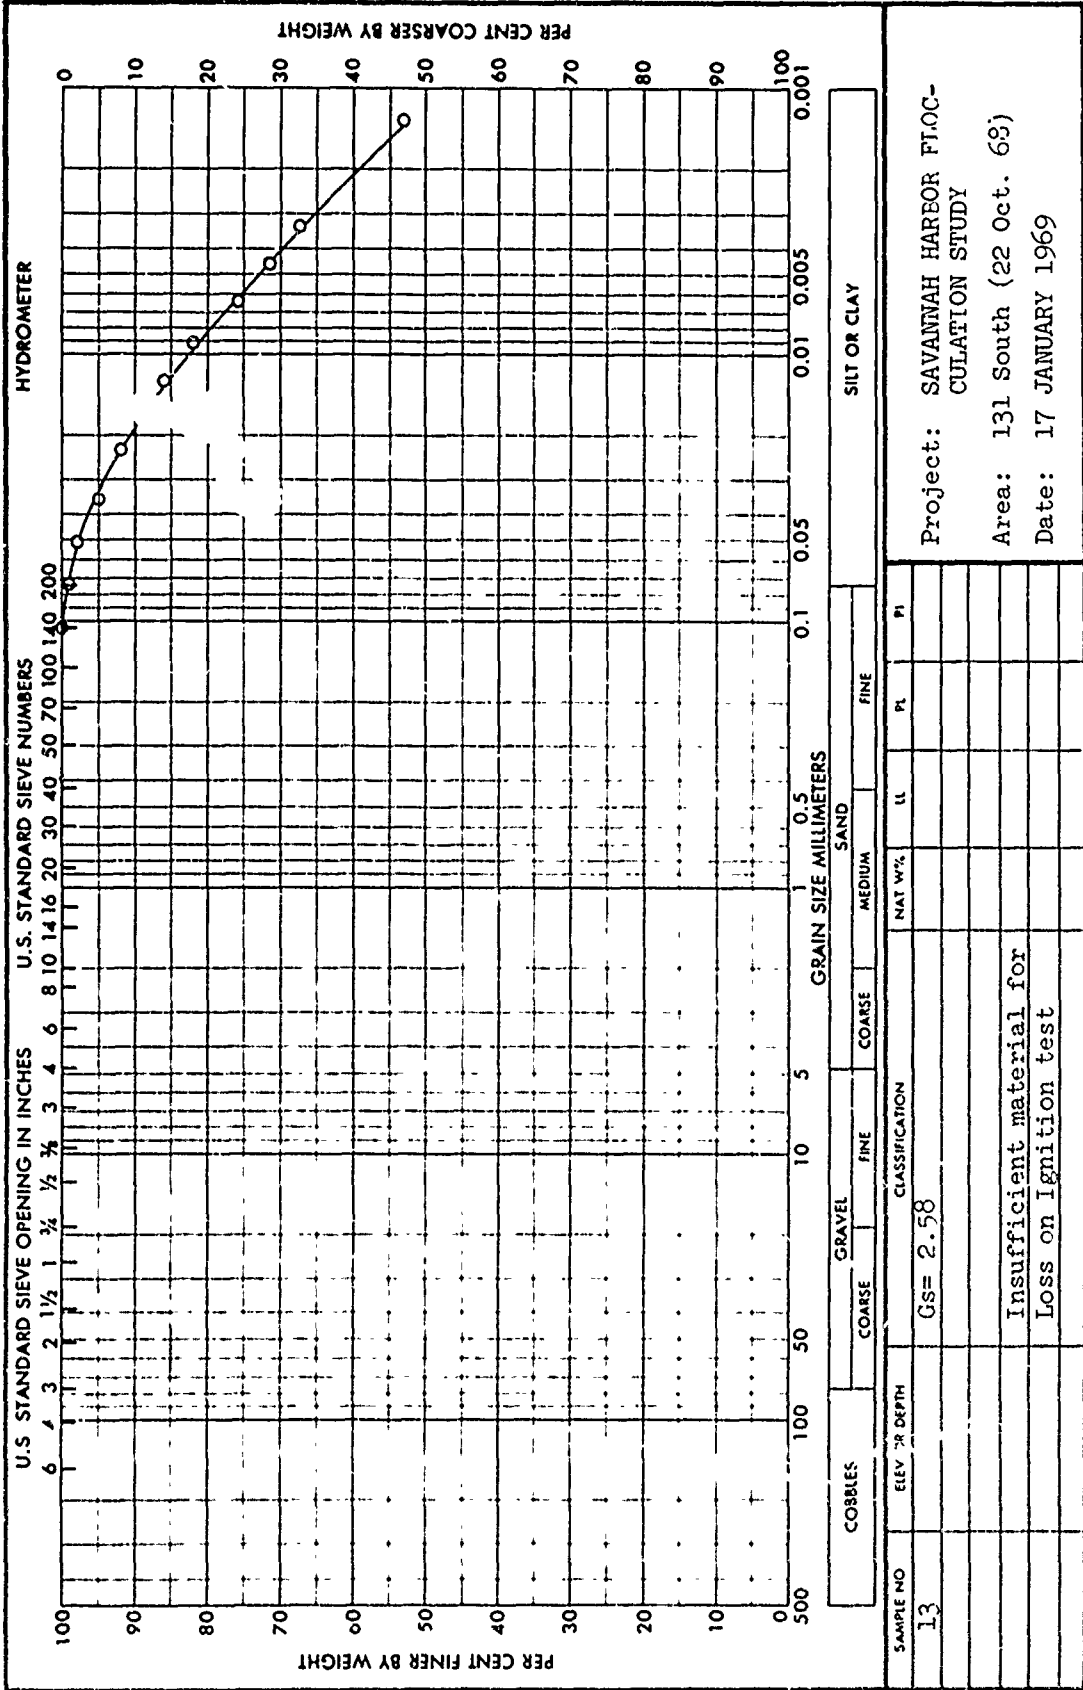 U.S STANDARD SIEVE OPENING IN INCHES U.S. STANDARD SIEVE NUMBERS HYDROMETER
6 4 3 2 1½ 1 ¾ ½ ⅜ 3 4 6 8 10 14 16 20 30 40 50 70 100 140 200
PER CENT FINER BY WEIGHT
100
90
80
70
60
50
40
30
20
10
0
PER CENT COARSER BY WEIGHT
0
10
20
30
40
50
60
70
80
90
100
500 100 50 10 5 1 0.5 0.1 0.05 0.01 0.005 0.001
GRAIN SIZE MILLIMETERS
COBBLES GRAVEL SAND SILT OR CLAY
COARSE FINE COARSE MEDIUM FINE
SAMPLE NO ELEV OR DEPTH CLASSIFICATION NAT W% LL PL PI
13 Gs= 2.58
Insufficient material for
Loss on Ignition test
Project: SAVANNAH HARBOR FLOC-
CULATION STUDY
Area: 131 South (22 Oct. 68)
Date: 17 JANUARY 1969